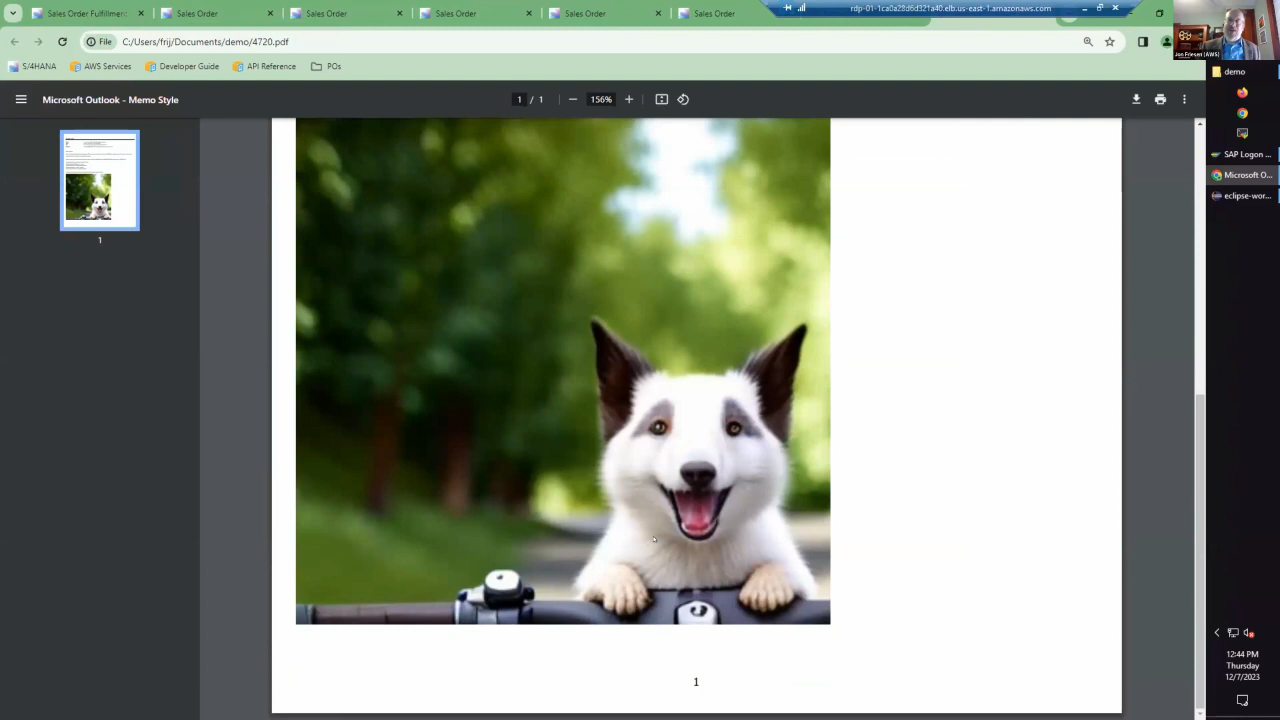 Sales Order Fulfillment
Sales Order
Sales Order
Sales Order
Sales Order
Sales Order
rdp-01-1ca0a28d6d321a40.elb.us-east-1.amazonaws.com
File
C:/Users/frij/Documents/demo/4720.pdf
Jon Friesen (AWS)
S/4HANA
AWS Services
Developer Guide
API Reference
POs
demo
Microsoft Outlook - Memo Style
1 / 1
156%
SAP Logon ...
Microsoft O...
eclipse-wor...
1
1
12:44 PM
Thursday
12/7/2023